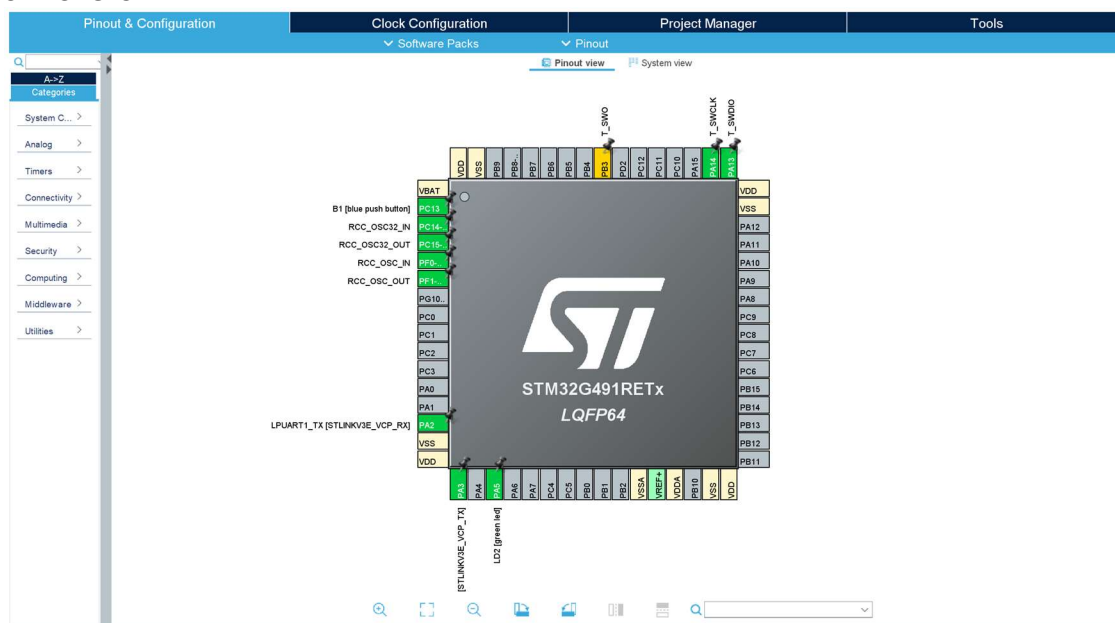 Pinout & Configuration
Clock Configuration
Project Manager
Tools
Software Packs
Pinout
Pinout view
System view
A->Z
Categories
System C...
Analog
Timers
Connectivity
Multimedia
Security
Computing
Middleware
Utilities
T_SWO
T_SWCLK
T_SWDIO
VDD
VSS
PB9
PB8-..
PB7
PB6
PB5
PB4
PB3
PD2
PC12
PC11
PC10
PA15
PA14
PA13
VBAT
B1 [blue push button] PC13
RCC_OSC32_IN PC14-..
RCC_OSC32_OUT PC15-..
RCC_OSC_IN PF0-..
RCC_OSC_OUT PF1-..
PG10..
PC0
PC1
PC2
PC3
PA0
PA1
LPUART1_TX [STLINKV3E_VCP_RX] PA2
VSS
VDD
ST
STM32G491RETx
LQFP64
VDD
VSS
PA12
PA11
PA10
PA9
PA8
PC9
PC8
PC7
PC6
PB15
PB14
PB13
PB12
PB11
PA3
PA4
PA5
PA6
PA7
PC4
PC5
PB0
PB1
PB2
VSSA
VREF+
VDDA
PB10
VSS
VDD
[STLINKV3E_VCP_TX]
LD2 [green led]